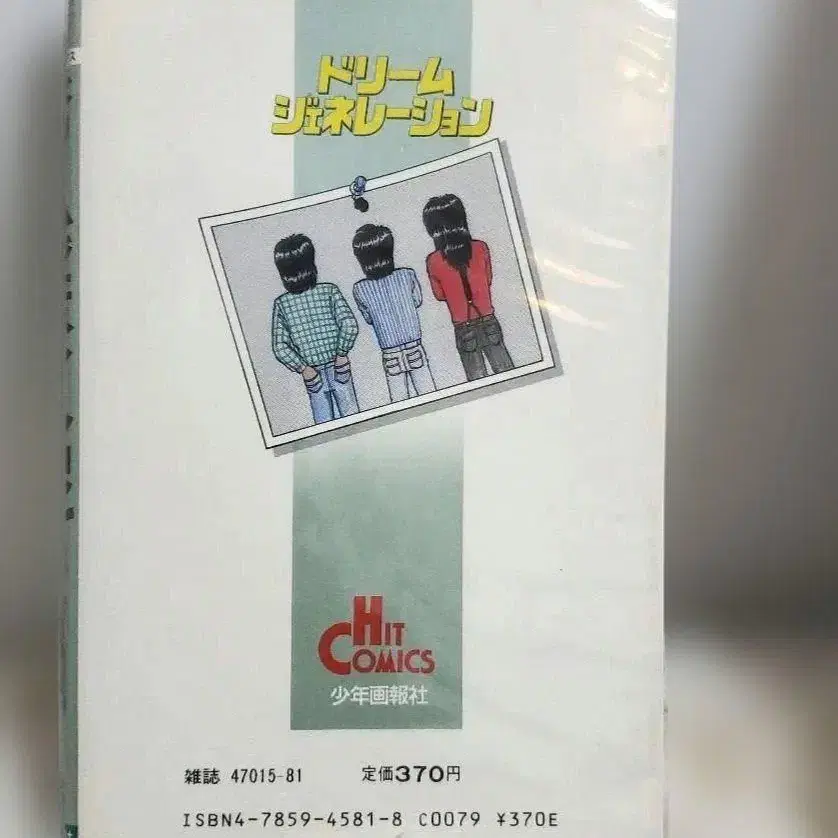 ドリーム
ジェネレーション
HIT
COMICS
少年画報社
雑誌 47015-81 定価370円
ISBN4-7859-4581-8 C0079 ¥370E